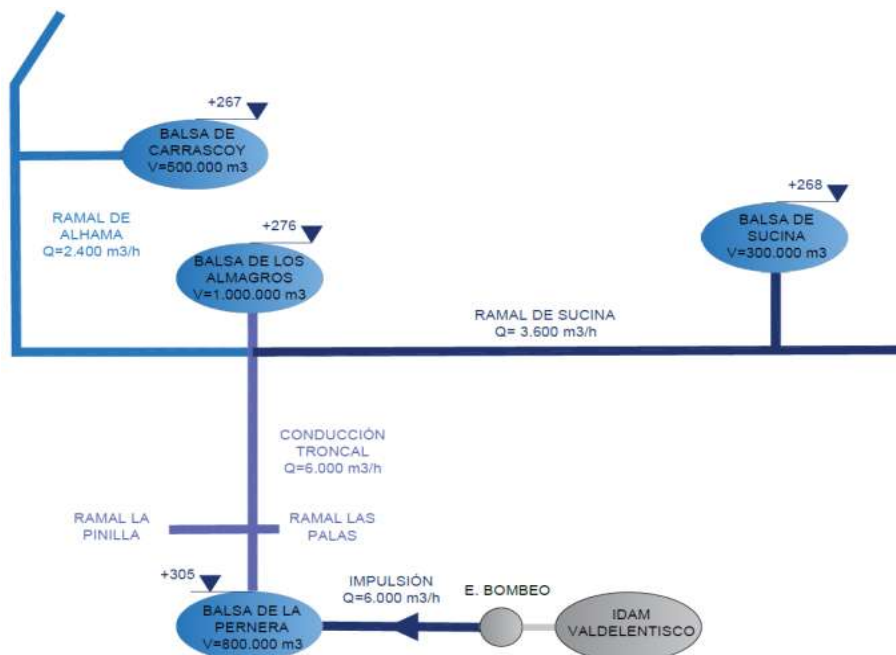 +267
BALSA DE
CARRASCOY
V=500.000 m3
RAMAL DE
ALHAMA
Q=2.400 m3/h
+276
BALSA DE LOS
ALMAGROS
V=1.000.000 m3
+268
BALSA DE
SUCINA
V=300.000 m3
RAMAL DE SUCINA
Q= 3.600 m3/h
CONDUCCIÓN
TRONCAL
Q=6.000 m3/h
RAMAL LA
PINILLA
RAMAL LAS
PALAS
+305
BALSA DE LA
PERNERA
V=800.000 m3
IMPULSIÓN
Q=6.000 m3/h
E. BOMBEO
IDAM
VALDELENTISCO